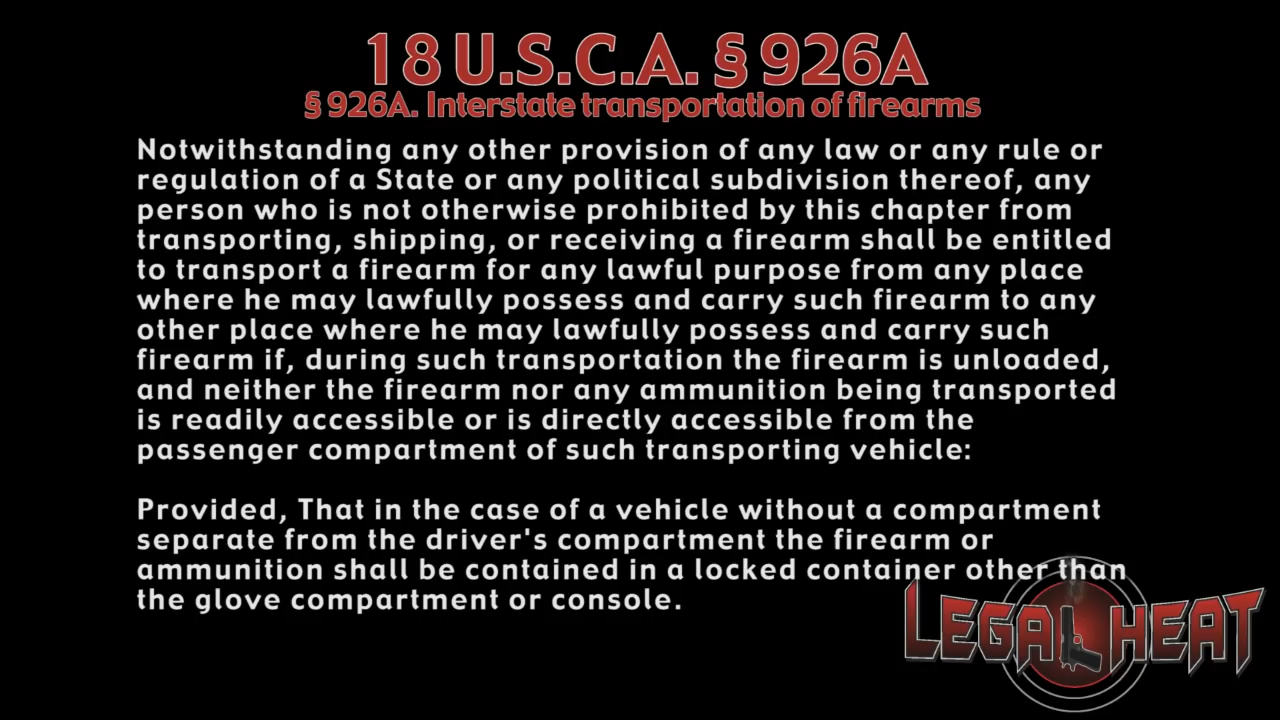 18 U.S.C.A. § 926A
§ 926A. Interstate transportation of firearms
Notwithstanding any other provision of any law or any rule or
regulation of a State or any political subdivision thereof, any
person who is not otherwise prohibited by this chapter from
transporting, shipping, or receiving a firearm shall be entitled
to transport a firearm for any lawful purpose from any place
where he may lawfully possess and carry such firearm to any
other place where he may lawfully possess and carry such
firearm if, during such transportation the firearm is unloaded,
and neither the firearm nor any ammunition being transported
is readily accessible or is directly accessible from the
passenger compartment of such transporting vehicle:
Provided, That in the case of a vehicle without a compartment
separate from the driver's compartment the firearm or
ammunition shall be contained in a locked container other than
the glove compartment or console.
LEGAL HEAT